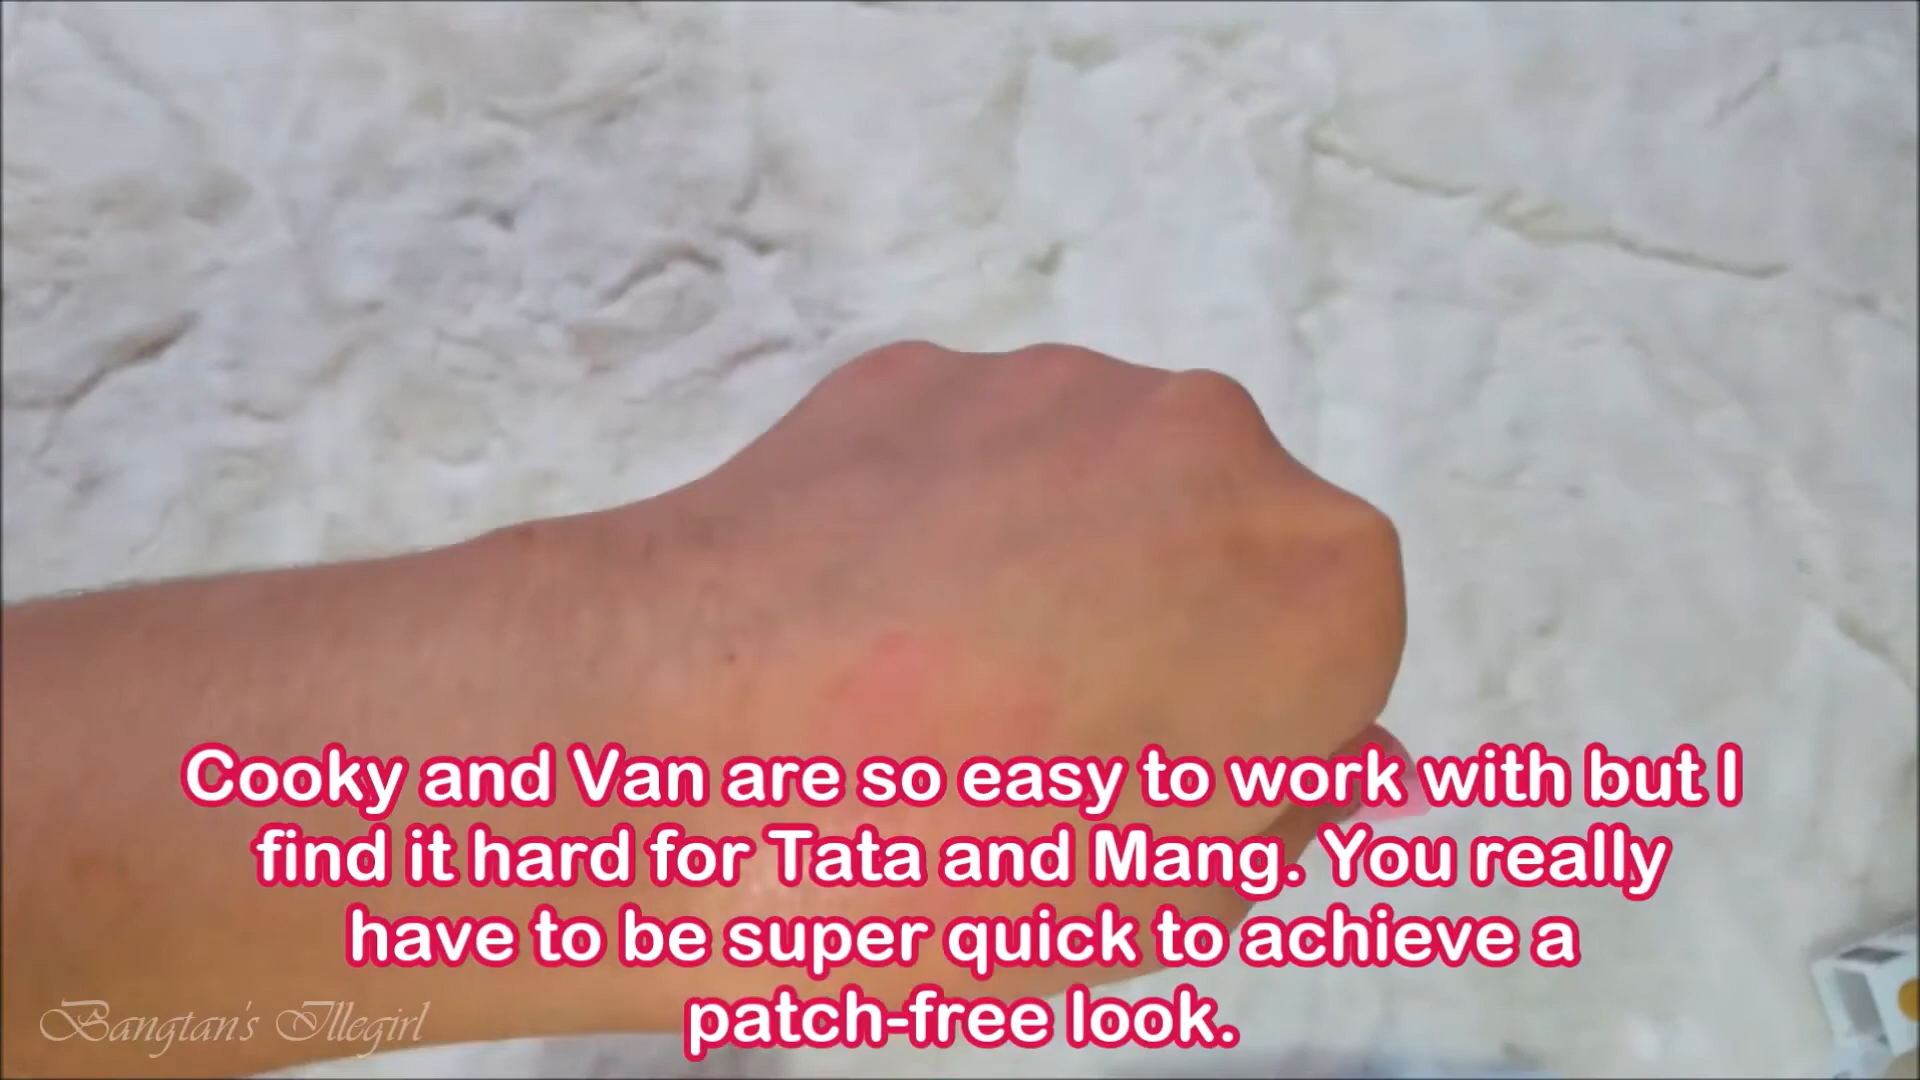 Cooky and Van are so easy to work with but I
find it hard for Tata and Mang. You really
have to be super quick to achieve a
patch-free look.
Bangtan's Illegirl